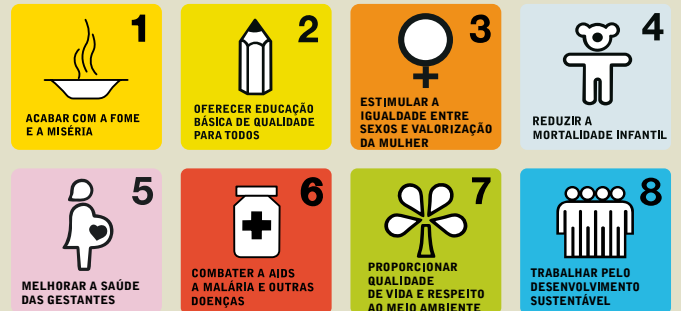 1
ACABAR COM A FOME
E A MISÉRIA
2
OFERECER EDUCAÇÃO
BÁSICA DE QUALIDADE
PARA TODOS
3
ESTIMULAR A
IGUALDADE ENTRE
SEXOS E VALORIZAÇÃO
DA MULHER
4
REDUZIR A
MORTALIDADE INFANTIL
5
MELHORAR A SAÚDE
DAS GESTANTES
6
COMBATER A AIDS
A MALÁRIA E OUTRAS
DOENÇAS
7
PROPORCIONAR
QUALIDADE
DE VIDA E RESPEITO
AO MEIO AMBIENTE
8
TRABALHAR PELO
DESENVOLVIMENTO
SUSTENTÁVEL